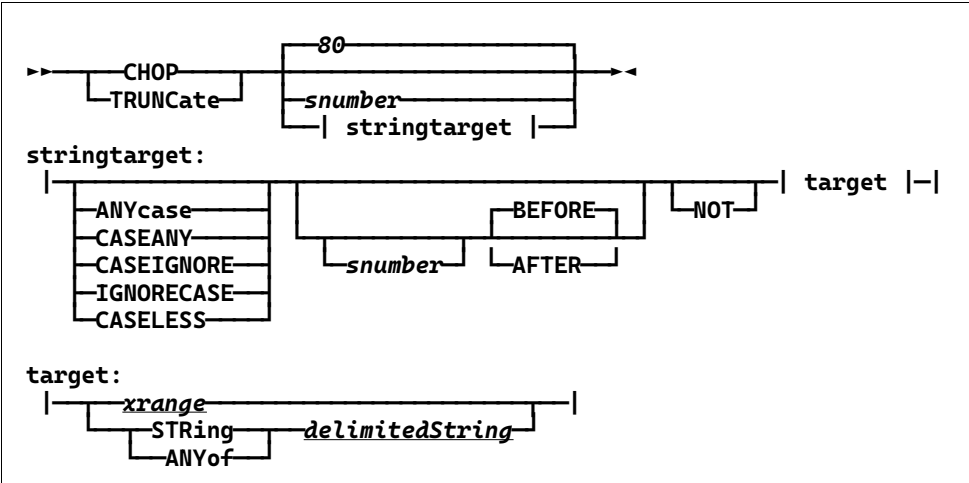 80
CHOP
TRUNCate snumber
stringtarget
stringtarget:
target
ANYcase BEFORE NOT
CASEANY
CASEIGNORE snumber AFTER
IGNORECASE
CASELESS
target:
xrange
STRing delimitedString
ANYof